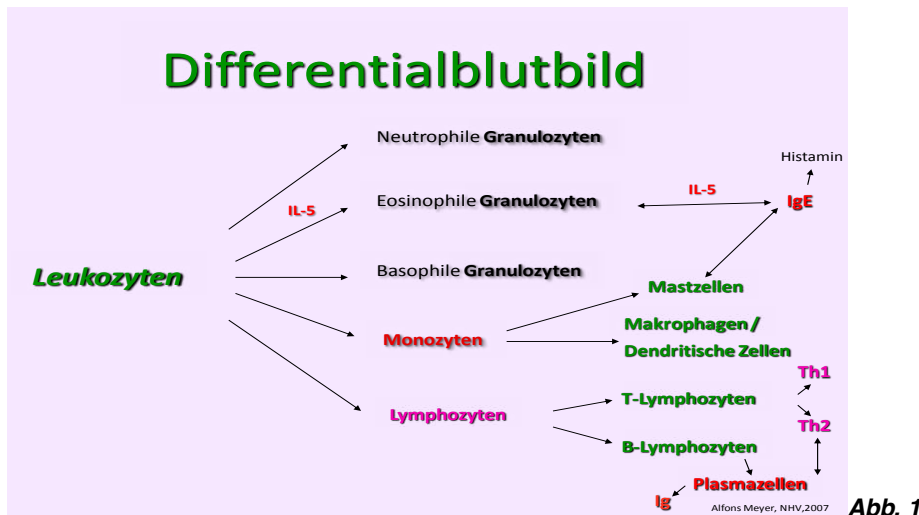 Differentialblutbild
Neutrophile Granulozyten
Histamin
IL-5
Eosinophile Granulozyten
IL-5
IgE
Leukozyten
Basophile Granulozyten
Mastzellen
Monozyten
Makrophagen /
Dendritische Zellen
Th1
T-Lymphozyten
Lymphozyten
Th2
B-Lymphozyten
Plasmazellen
Ig
Alfons Meyer, NHV,2007
Abb. 1